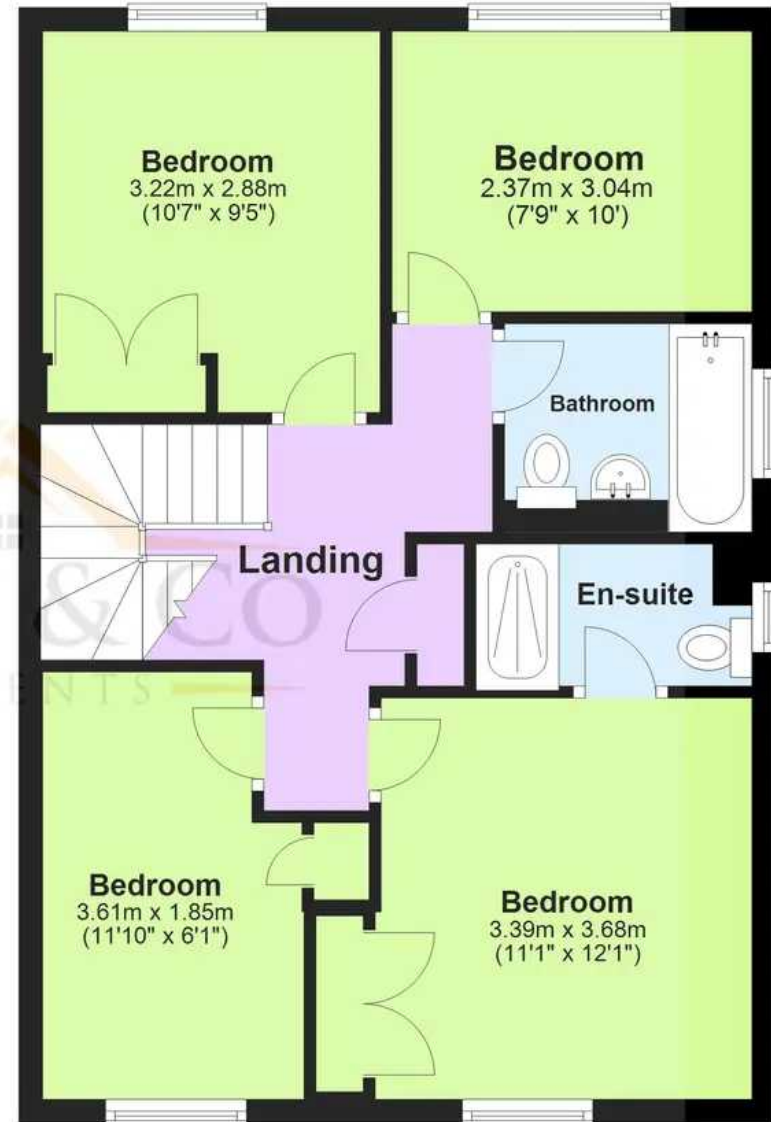 Bedroom
3.22m x 2.88m
(10'7" x 9'5")
Bedroom
2.37m x 3.04m
(7'9" x 10')
Bathroom
Landing
En-suite
& CO
ENTS
Bedroom
3.61m x 1.85m
(11'10" x 6'1")
Bedroom
3.39m x 3.68m
(11'1" x 12'1")